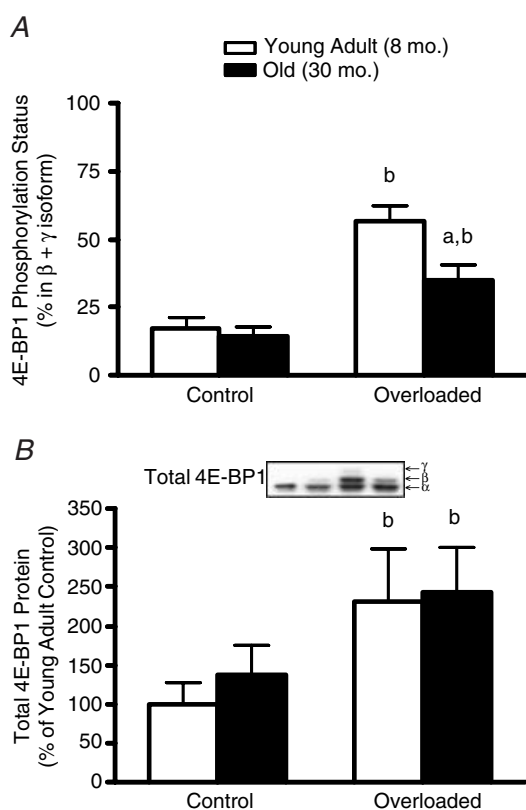 A
Young Adult (8 mo.)
Old (30 mo.)
4E-BP1 Phosphorylation Status
(% in β + γ isoform)
100
75
50
25
0
b
a,b
Control
Overloaded
B
Total 4E-BP1
γ
β
α
Total 4E-BP1 Protein
(% of Young Adult Control)
350
300
250
200
150
100
50
0
b
b
Control
Overloaded